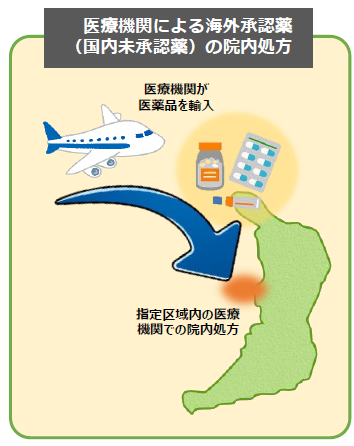 医療機関による海外承認薬
（国内未承認薬）の院内処方
医療機関が
医薬品を輸入
指定区域内の医療
機関での院内処方